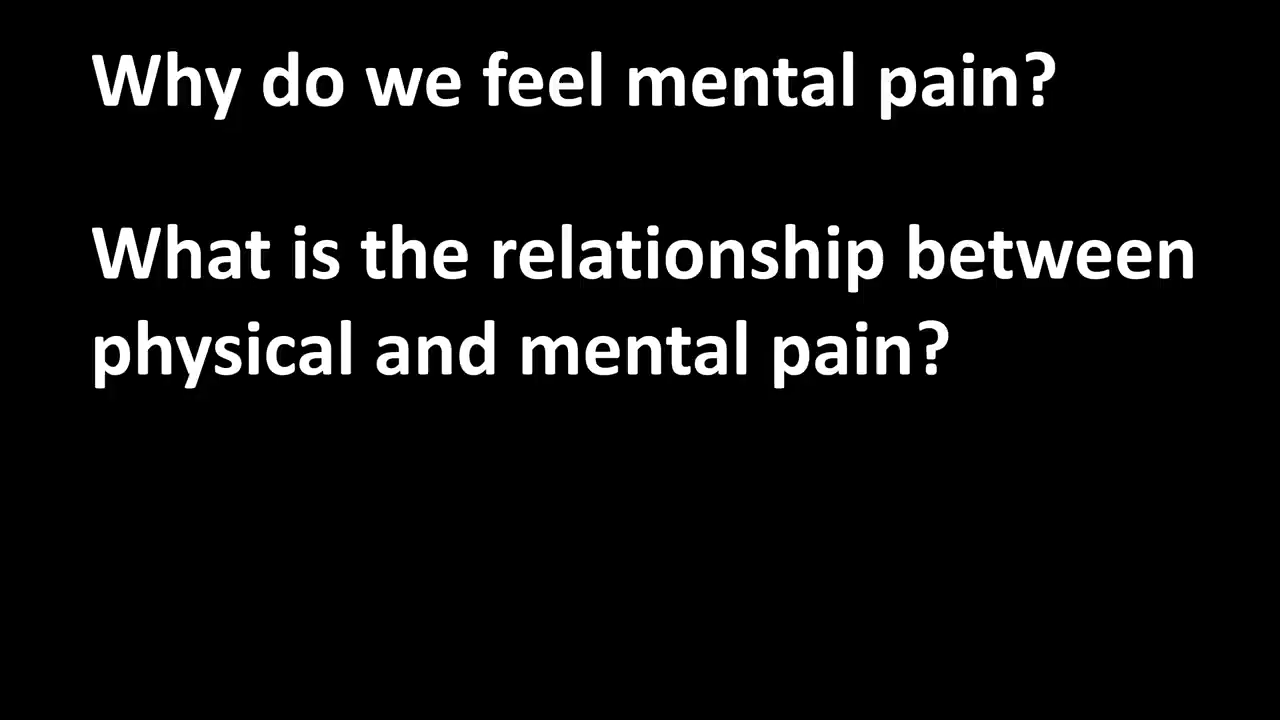 Why do we feel mental pain?
What is the relationship between
physical and mental pain?